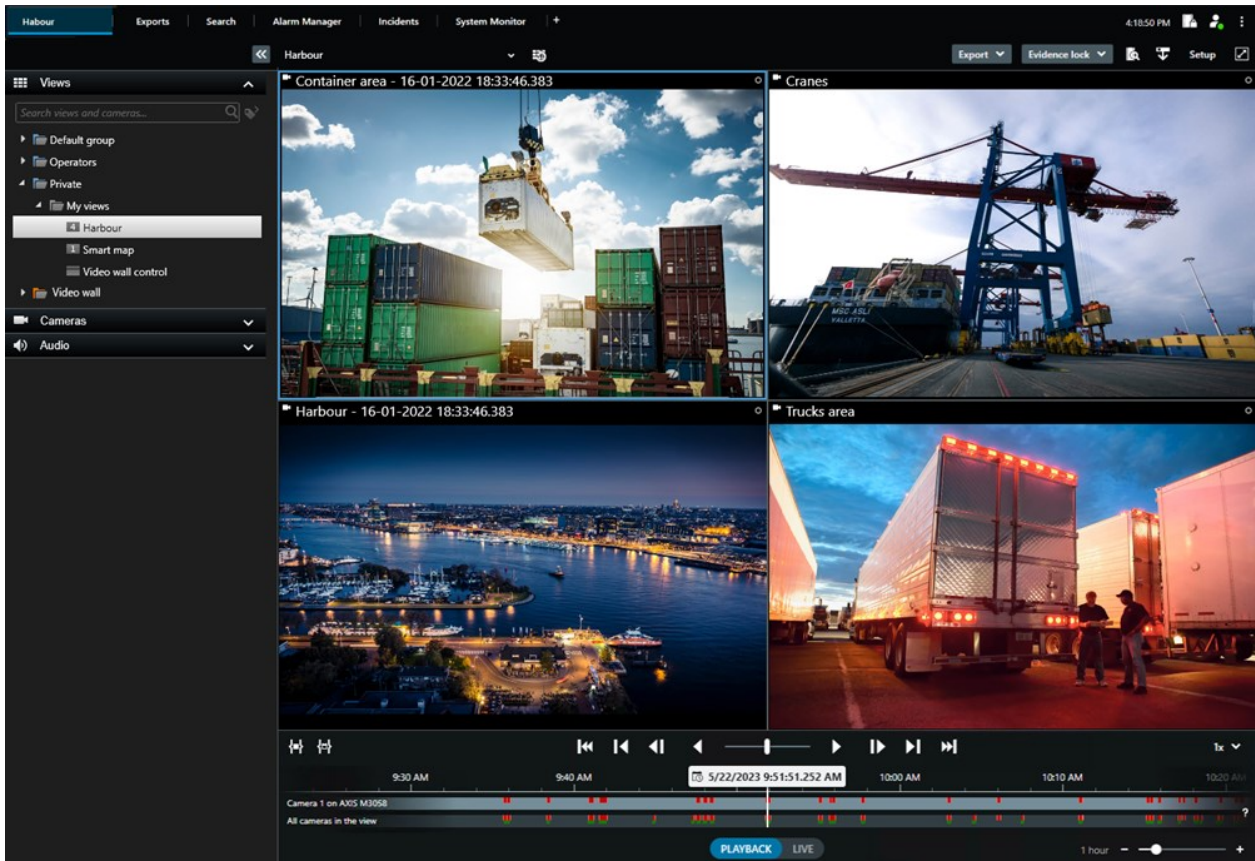 Habour Exports Search Alarm Manager Incidents System Monitor + 4:18:50 PM
Harbour Export Evidence lock Setup
Views
Search views and cameras...
Default group
Operators
Private
My views
4 Harbour
1 Smart map
Video wall control
Video wall
Cameras
Audio
Container area - 16-01-2022 18:33:46.383
Cranes
MSC ASLI
VALLETTA
Harbour - 16-01-2022 18:33:46.383
Trucks area
1x
9:30 AM 9:40 AM 5/22/2023 9:51:51.252 AM 10:00 AM 10:10 AM 10:20 AM
Camera 1 on AXIS M3058
All cameras in the view
?
PLAYBACK LIVE
1 hour - +